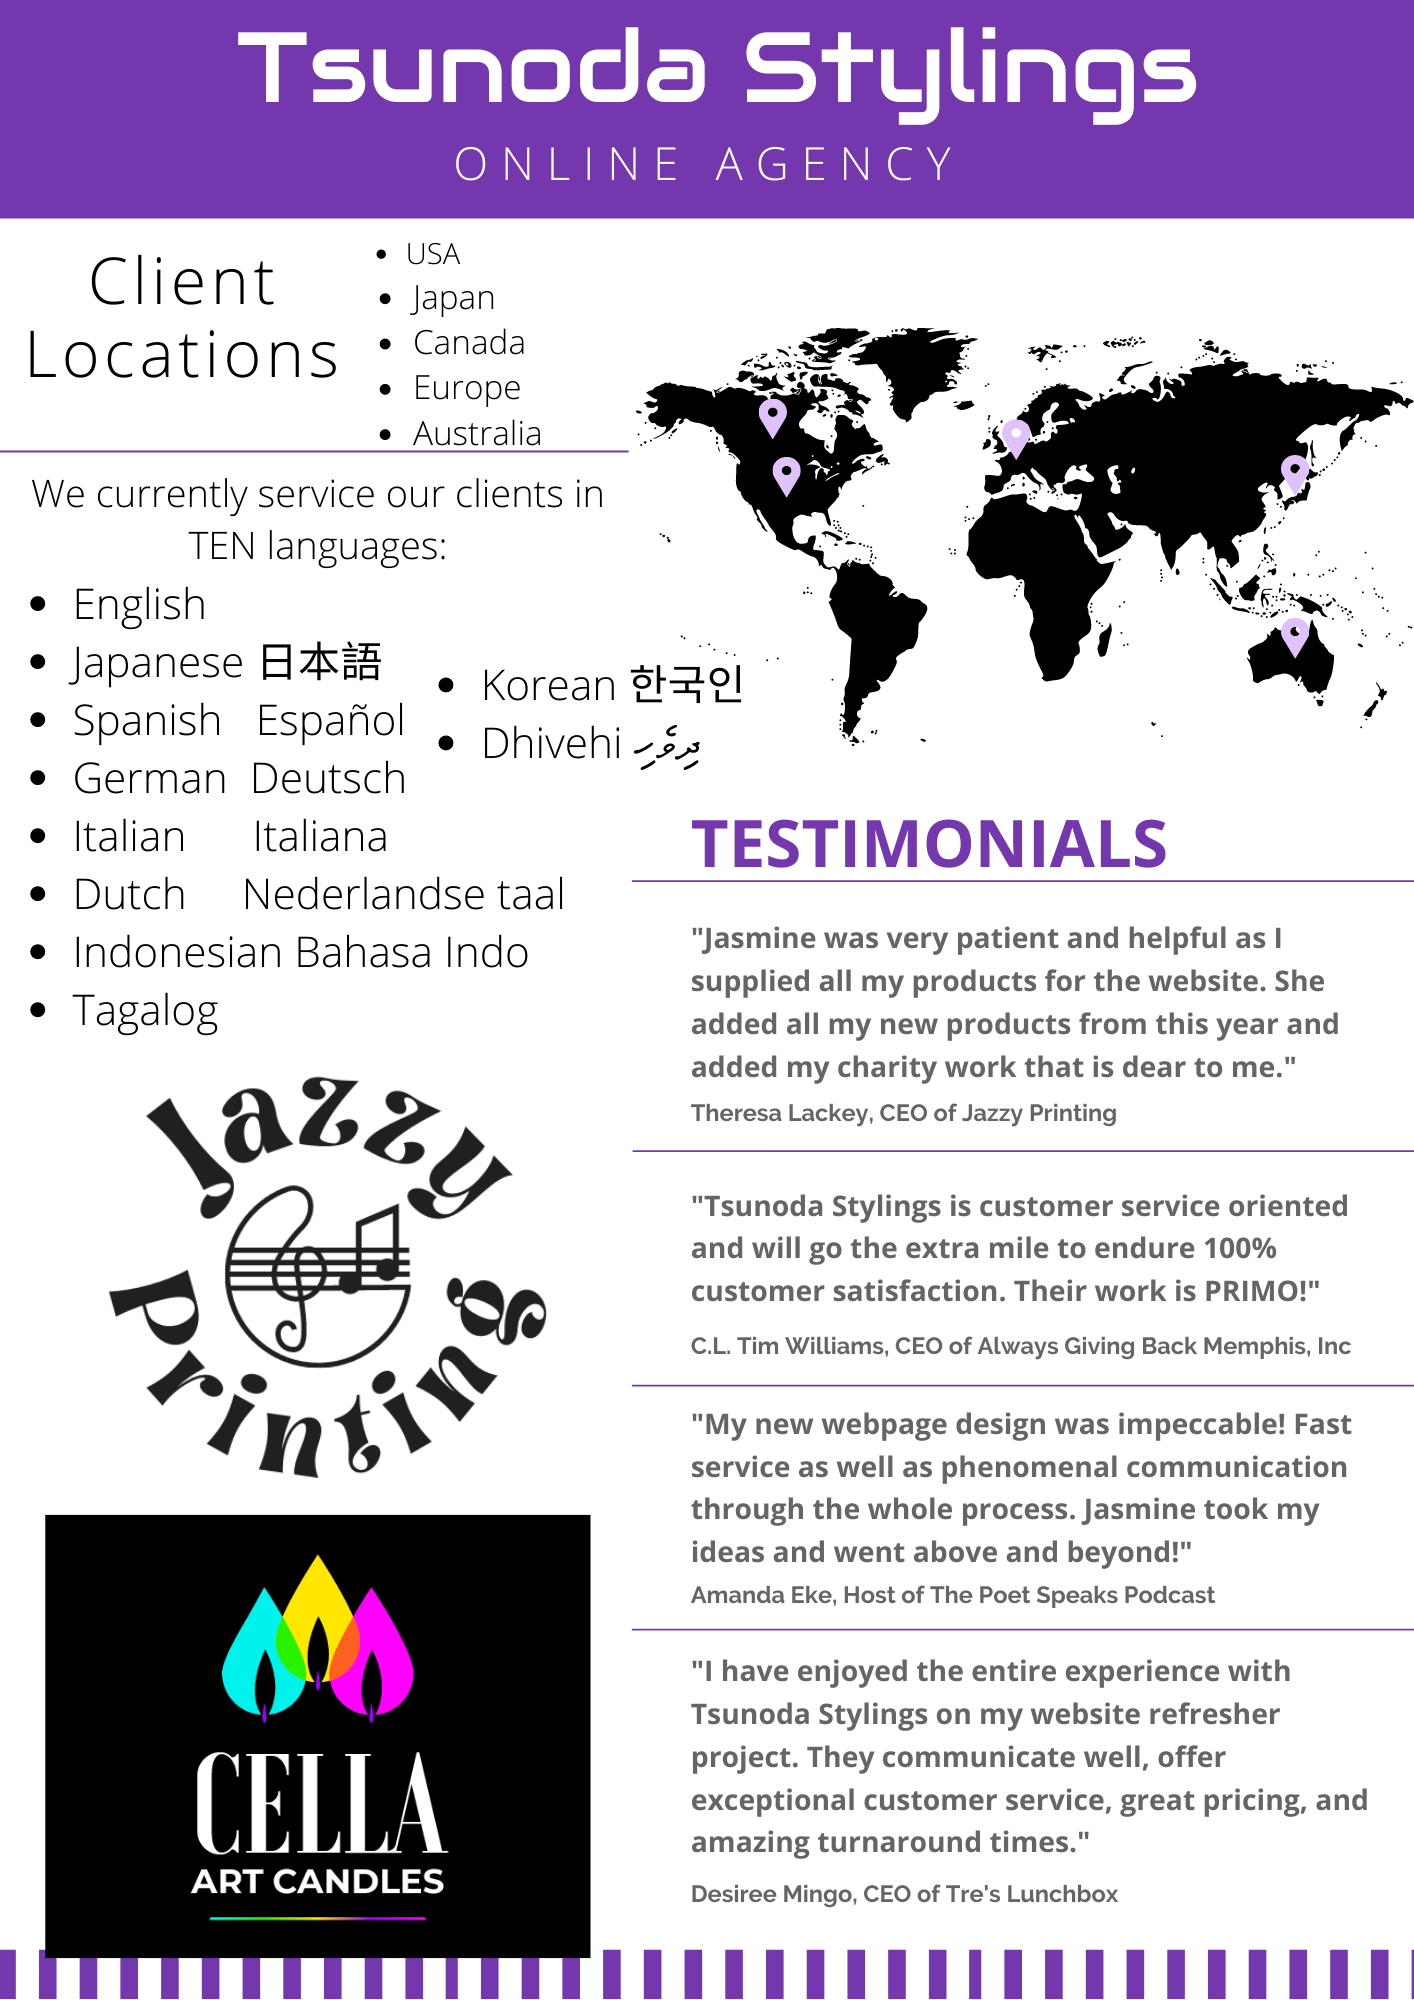 Tsunoda Stylings
ONLINE AGENCY
Client
Locations
• USA
• Japan
• Canada
• Europe
• Australia
We currently service our clients in
TEN languages:
• English
• Japanese 日本語
• Spanish Español
• German Deutsch
• Italian Italiana
• Dutch Nederlandse taal
• Indonesian Bahasa Indo
• Tagalog
• Korean 한국인
• Dhivehi ދިވެހި
Jazzy
Printing
CELLA
ART CANDLES
TESTIMONIALS
"Jasmine was very patient and helpful as I
supplied all my products for the website. She
added all my new products from this year and
added my charity work that is dear to me."
Theresa Lackey, CEO of Jazzy Printing
"Tsunoda Stylings is customer service oriented
and will go the extra mile to endure 100%
customer satisfaction. Their work is PRIMO!"
C.L. Tim Williams, CEO of Always Giving Back Memphis, Inc
"My new webpage design was impeccable! Fast
service as well as phenomenal communication
through the whole process. Jasmine took my
ideas and went above and beyond!"
Amanda Eke, Host of The Poet Speaks Podcast
"I have enjoyed the entire experience with
Tsunoda Stylings on my website refresher
project. They communicate well, offer
exceptional customer service, great pricing, and
amazing turnaround times."
Desiree Mingo, CEO of Tre's Lunchbox